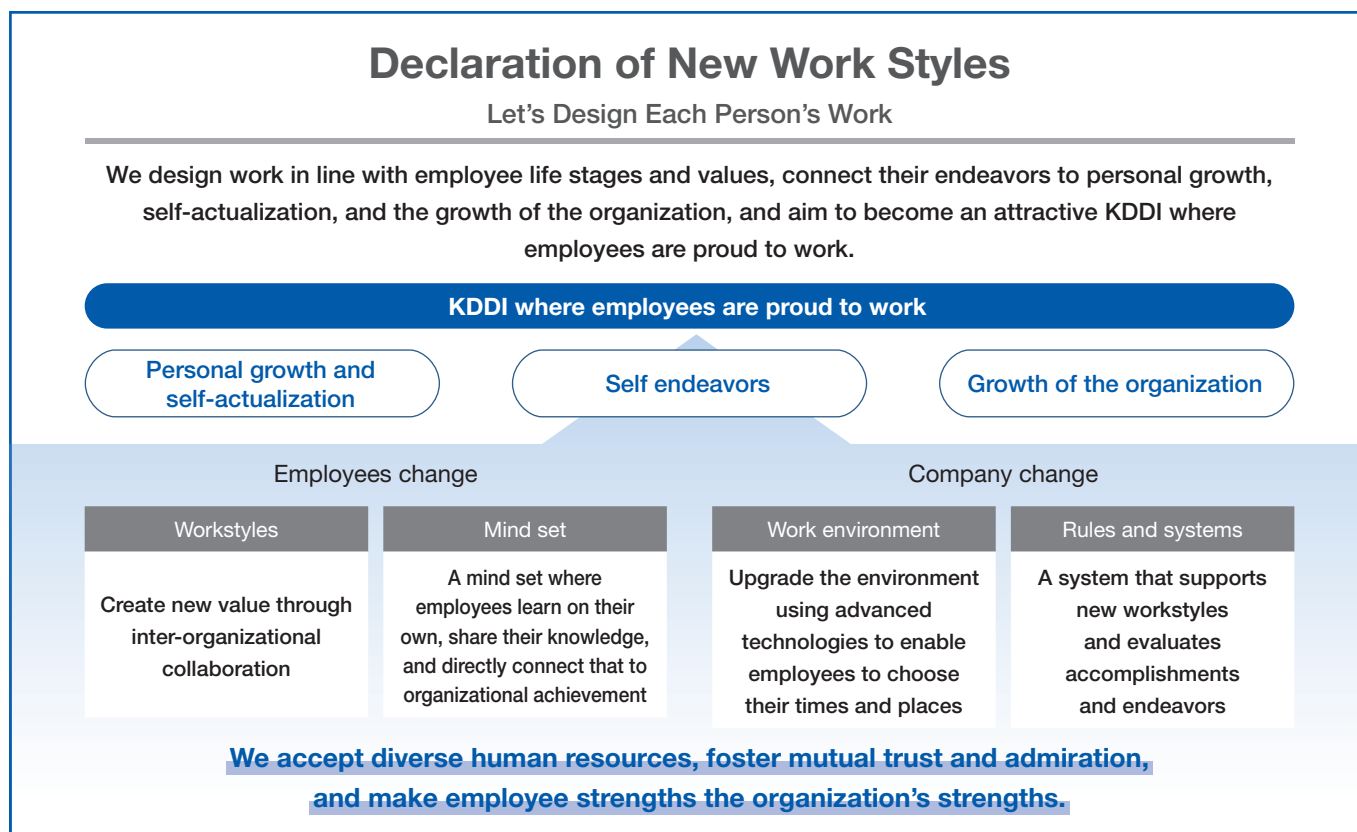 Declaration of New Work Styles
Let's Design Each Person's Work
We design work in line with employee life stages and values, connect their endeavors to personal growth,
self-actualization, and the growth of the organization, and aim to become an attractive KDDI where
employees are proud to work.
KDDI where employees are proud to work
Personal growth and
self-actualization
Self endeavors
Growth of the organization
Employees change
Workstyles
Create new value through
inter-organizational
collaboration
Mind set
A mind set where
employees learn on their
own, share their knowledge,
and directly connect that to
organizational achievement
Company change
Work environment
Upgrade the environment
using advanced
technologies to enable
employees to choose
their times and places
Rules and systems
A system that supports
new workstyles
and evaluates
accomplishments
and endeavors
We accept diverse human resources, foster mutual trust and admiration,
and make employee strengths the organization's strengths.